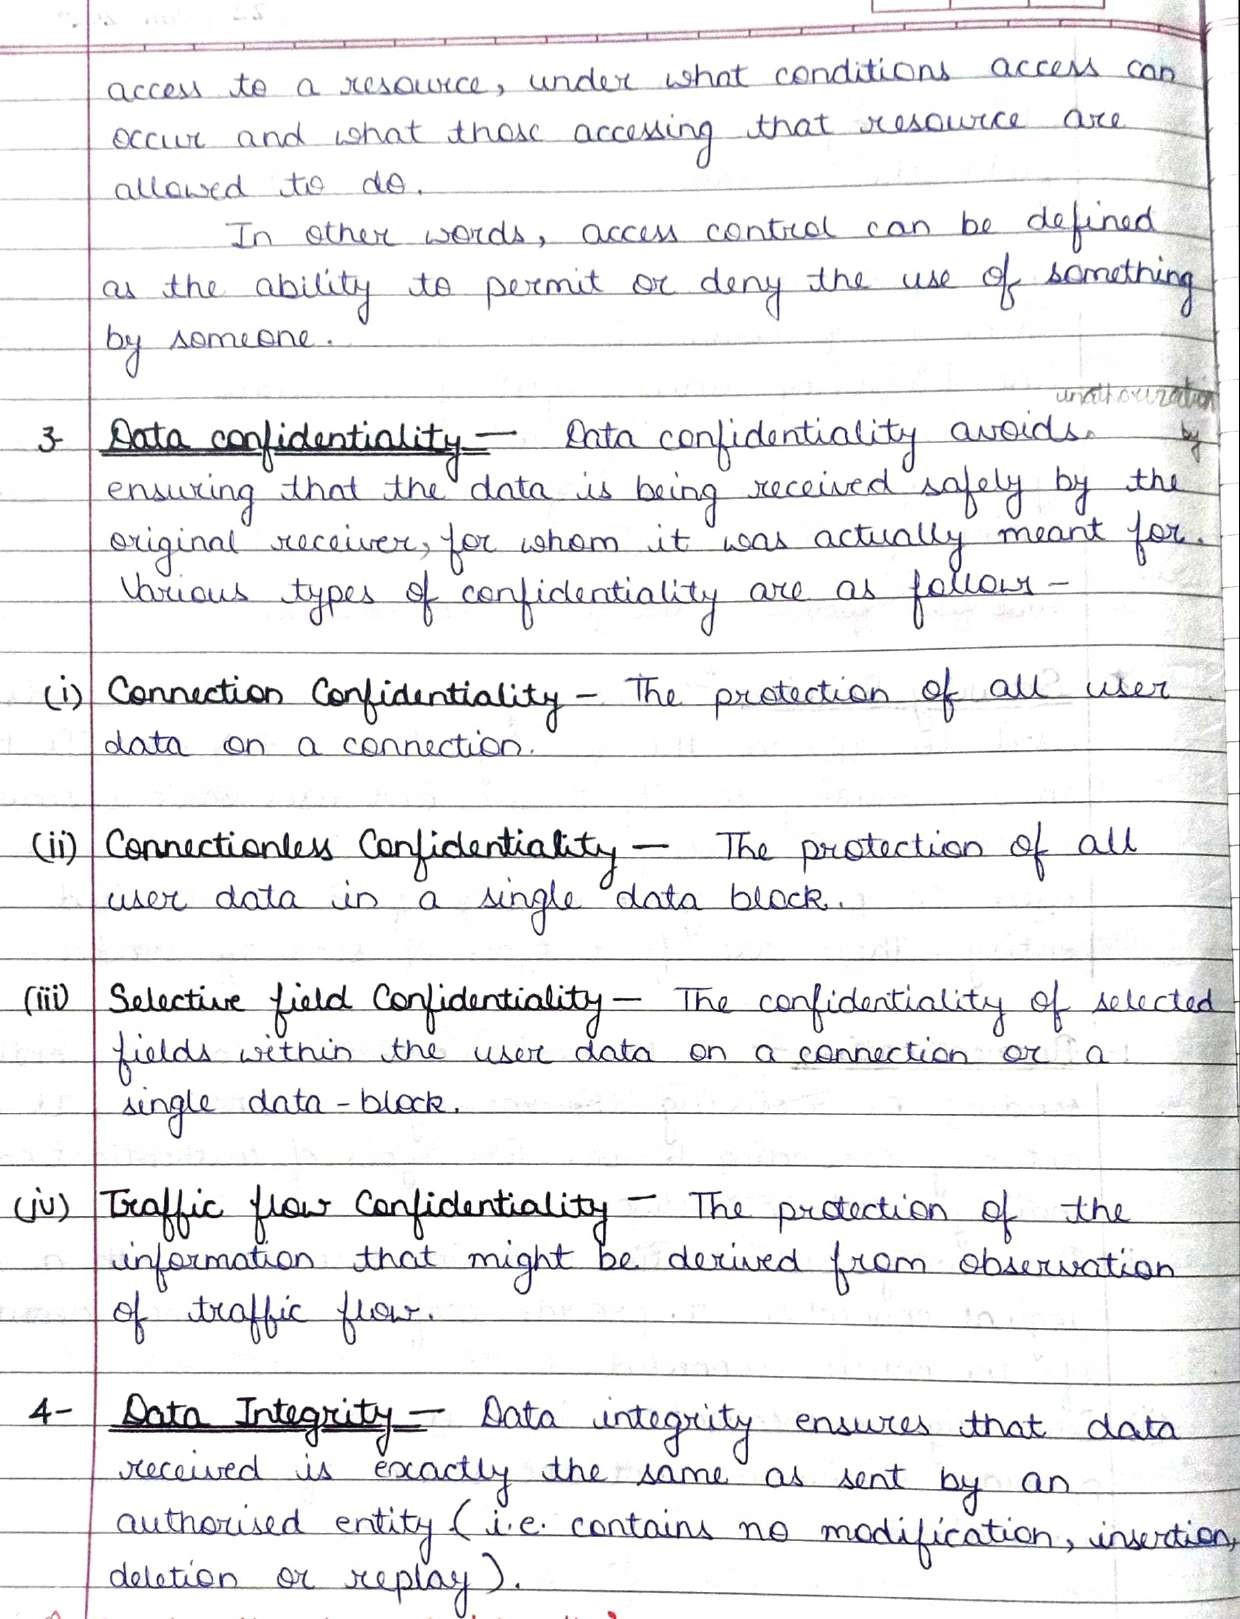 access to a resource, under what conditions access can
occur and what those accessing that resource are
allowed to do.
In other words, access control can be defined
as the ability to permit or deny the use of something
by someone.
unathourization
3- Data confidentiality — Data confidentiality avoids. by
ensuring that the data is being received safely by the
original receiver, for whom it was actually meant for.
Various types of confidentiality are as follows -
(i) Connection Confidentiality - The protection of all user
data on a connection.
(ii) Connectionless Confidentiality — The protection of all
user data in a single data block.
(iii) Selective field Confidentiality — The confidentiality of selected
fields within the user data on a connection or a
single data-block.
(iv) Traffic flow Confidentiality — The protection of the
information that might be derived from observation
of traffic flow.
4- Data Integrity — Data integrity ensures that data
received is exactly the same as sent by an
authorised entity (i.e. contains no modification, insertion,
deletion or replay).